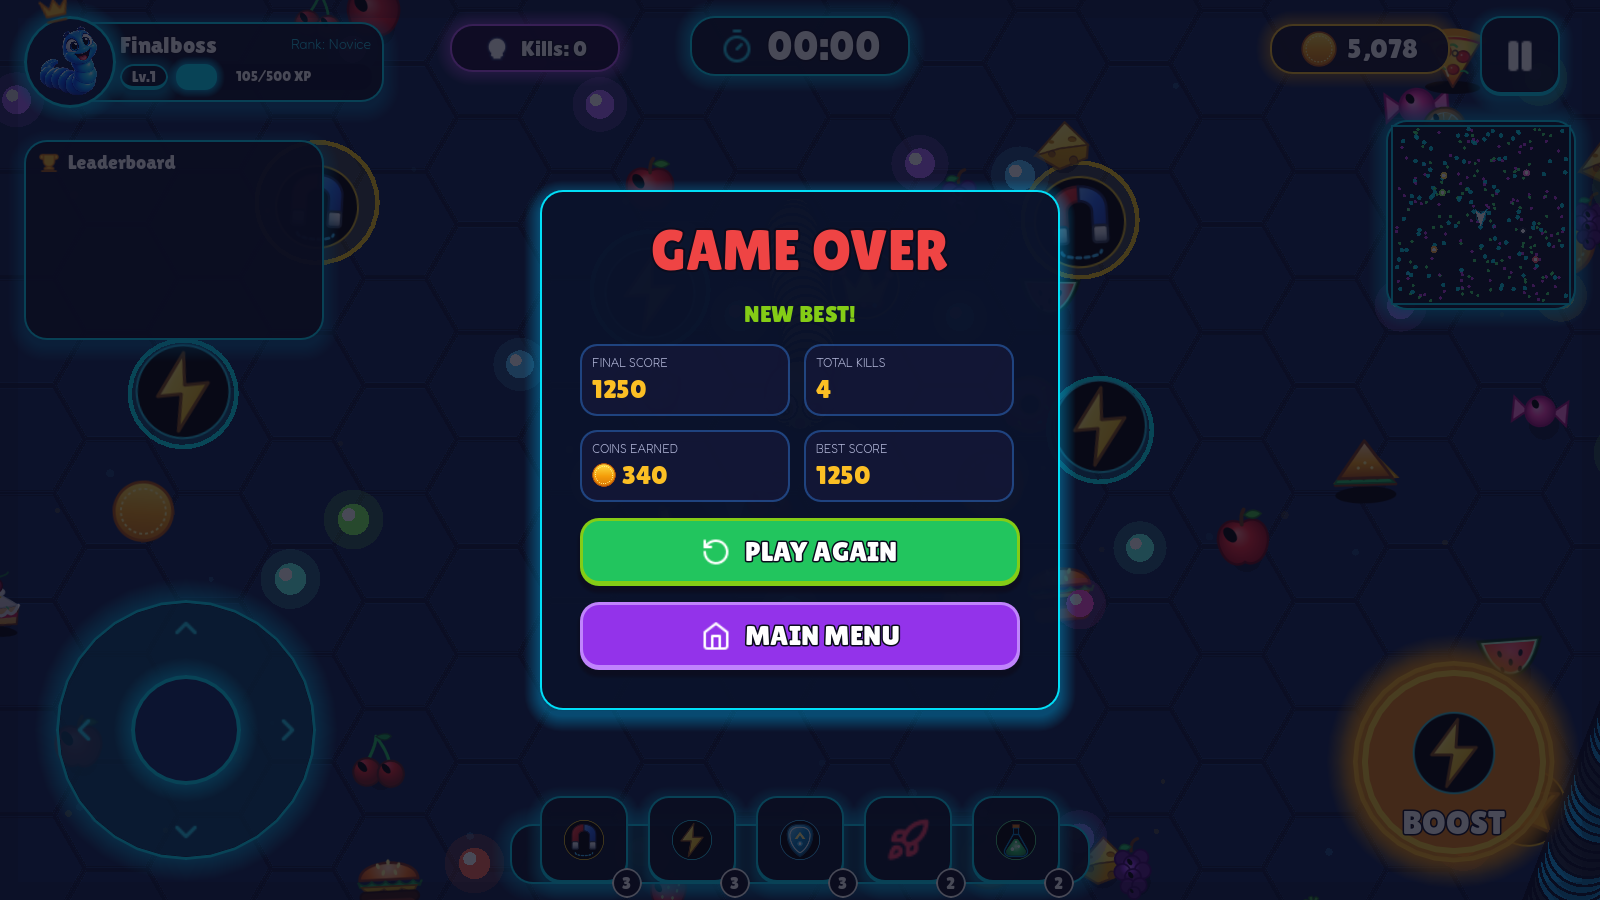 Finalboss
Rank: Novice
Lv.1
105/500 XP
Kills: 0
00:00
5,078
Leaderboard
GAME OVER
NEW BEST!
FINAL SCORE
1250
TOTAL KILLS
4
COINS EARNED
340
BEST SCORE
1250
PLAY AGAIN
MAIN MENU
BOOST
3
3
3
2
2